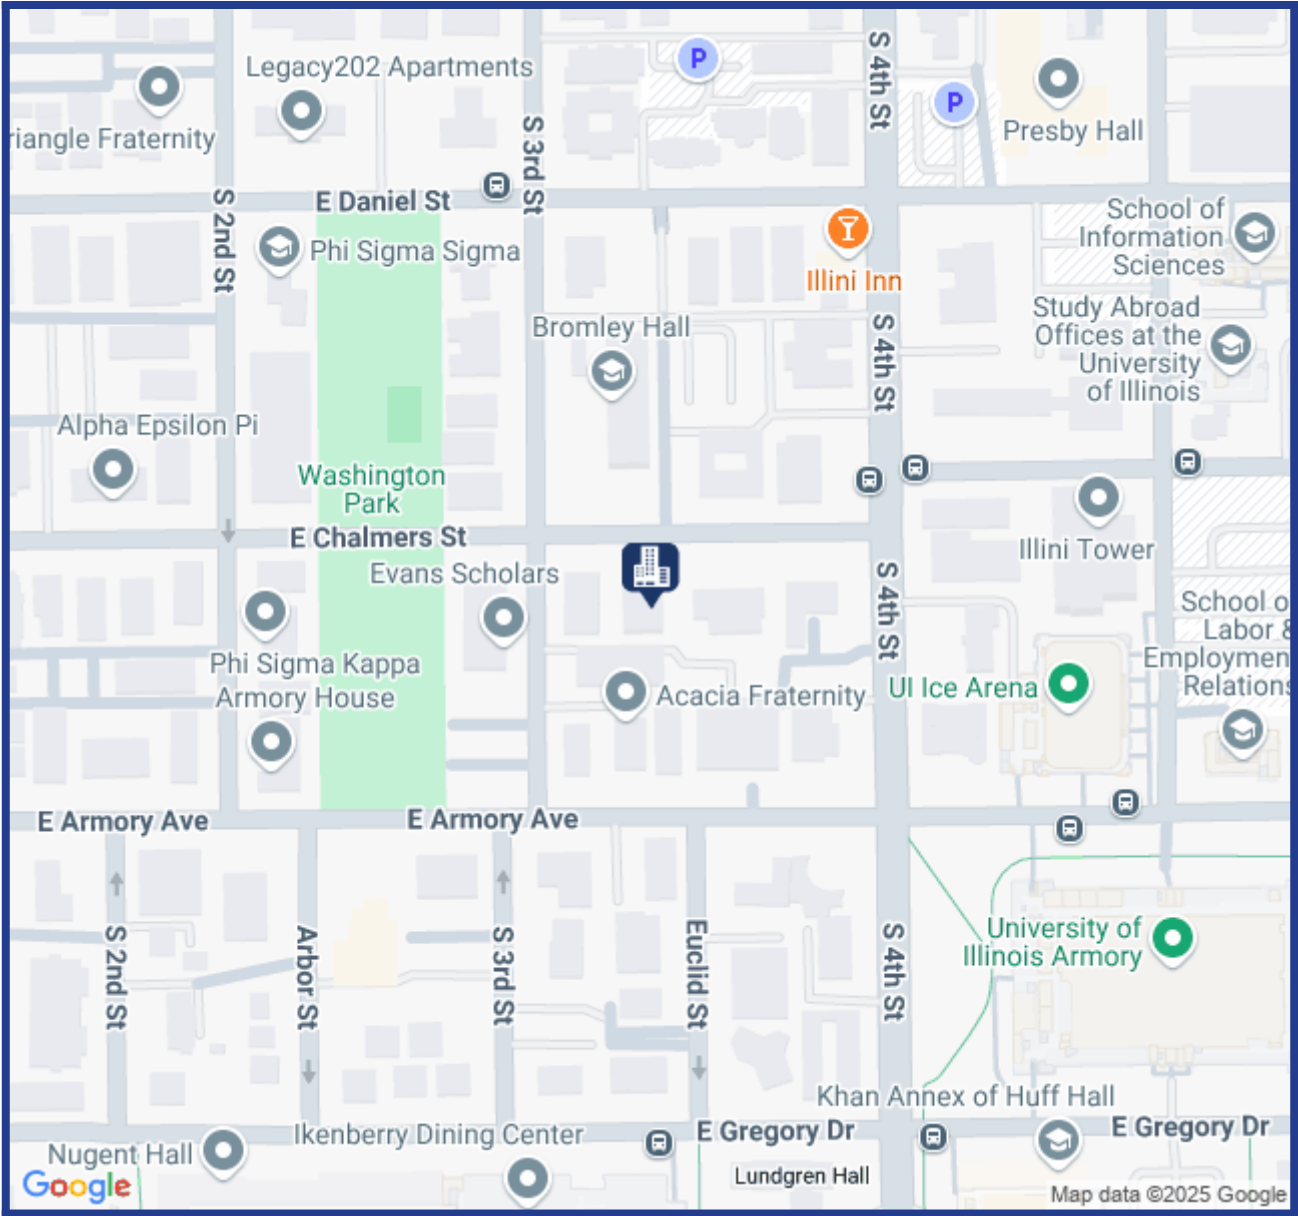 S 4th St
P
Legacy202 Apartments
P
Presby Hall
riangle Fraternity
S 3rd St
E Daniel St
S 2nd St
School of
Information
Sciences
Phi Sigma Sigma
Illini Inn
Study Abroad
Offices at the
University
of Illinois
Bromley Hall
S 4th St
Alpha Epsilon Pi
Washington
Park
E Chalmers St
Illini Tower
Evans Scholars
S 4th St
School o
Labor &
Employmen
Relations
Phi Sigma Kappa
Armory House
Acacia Fraternity
UI Ice Arena
E Armory Ave
E Armory Ave
S 2nd St
Arbor St
S 3rd St
Euclid St
S 4th St
University of
Illinois Armory
Khan Annex of Huff Hall
E Gregory Dr
E Gregory Dr
Ikenberry Dining Center
Nugent Hall
Lundgren Hall
Google
Map data ©2025 Google